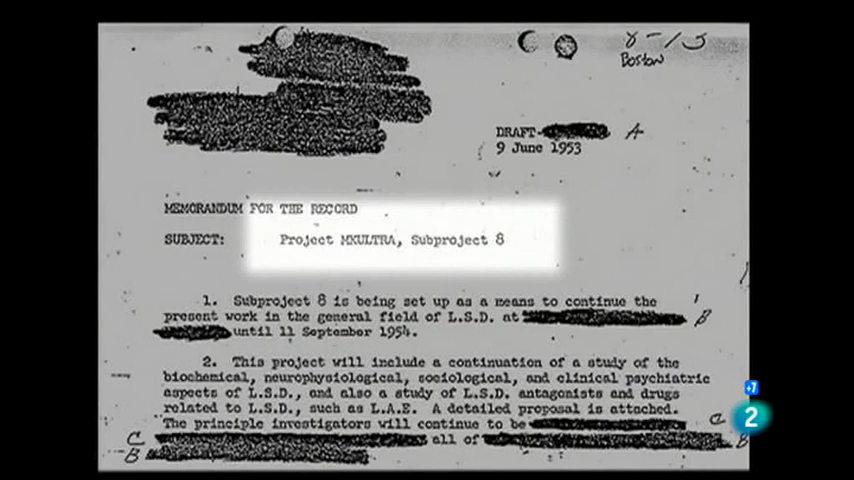 8-13
Boston
DRAFT- A
9 June 1953
MEMORANDUM FOR THE RECORD
SUBJECT: Project MKULTRA, Subproject 8
1. Subproject 8 is being set up as a means to continue the
present work in the general field of L.S.D. at B
until 11 September 1954.
2. This project will include a continuation of a study of the
biochemical, neurophysiological, sociological, and clinical psychiatric
aspects of L.S.D., and also a study of L.S.D. antagonists and drugs
related to L.S.D., such as L.A.E. A detailed proposal is attached.
The principle investigators will continue to be C
C all of B
B
+7
2